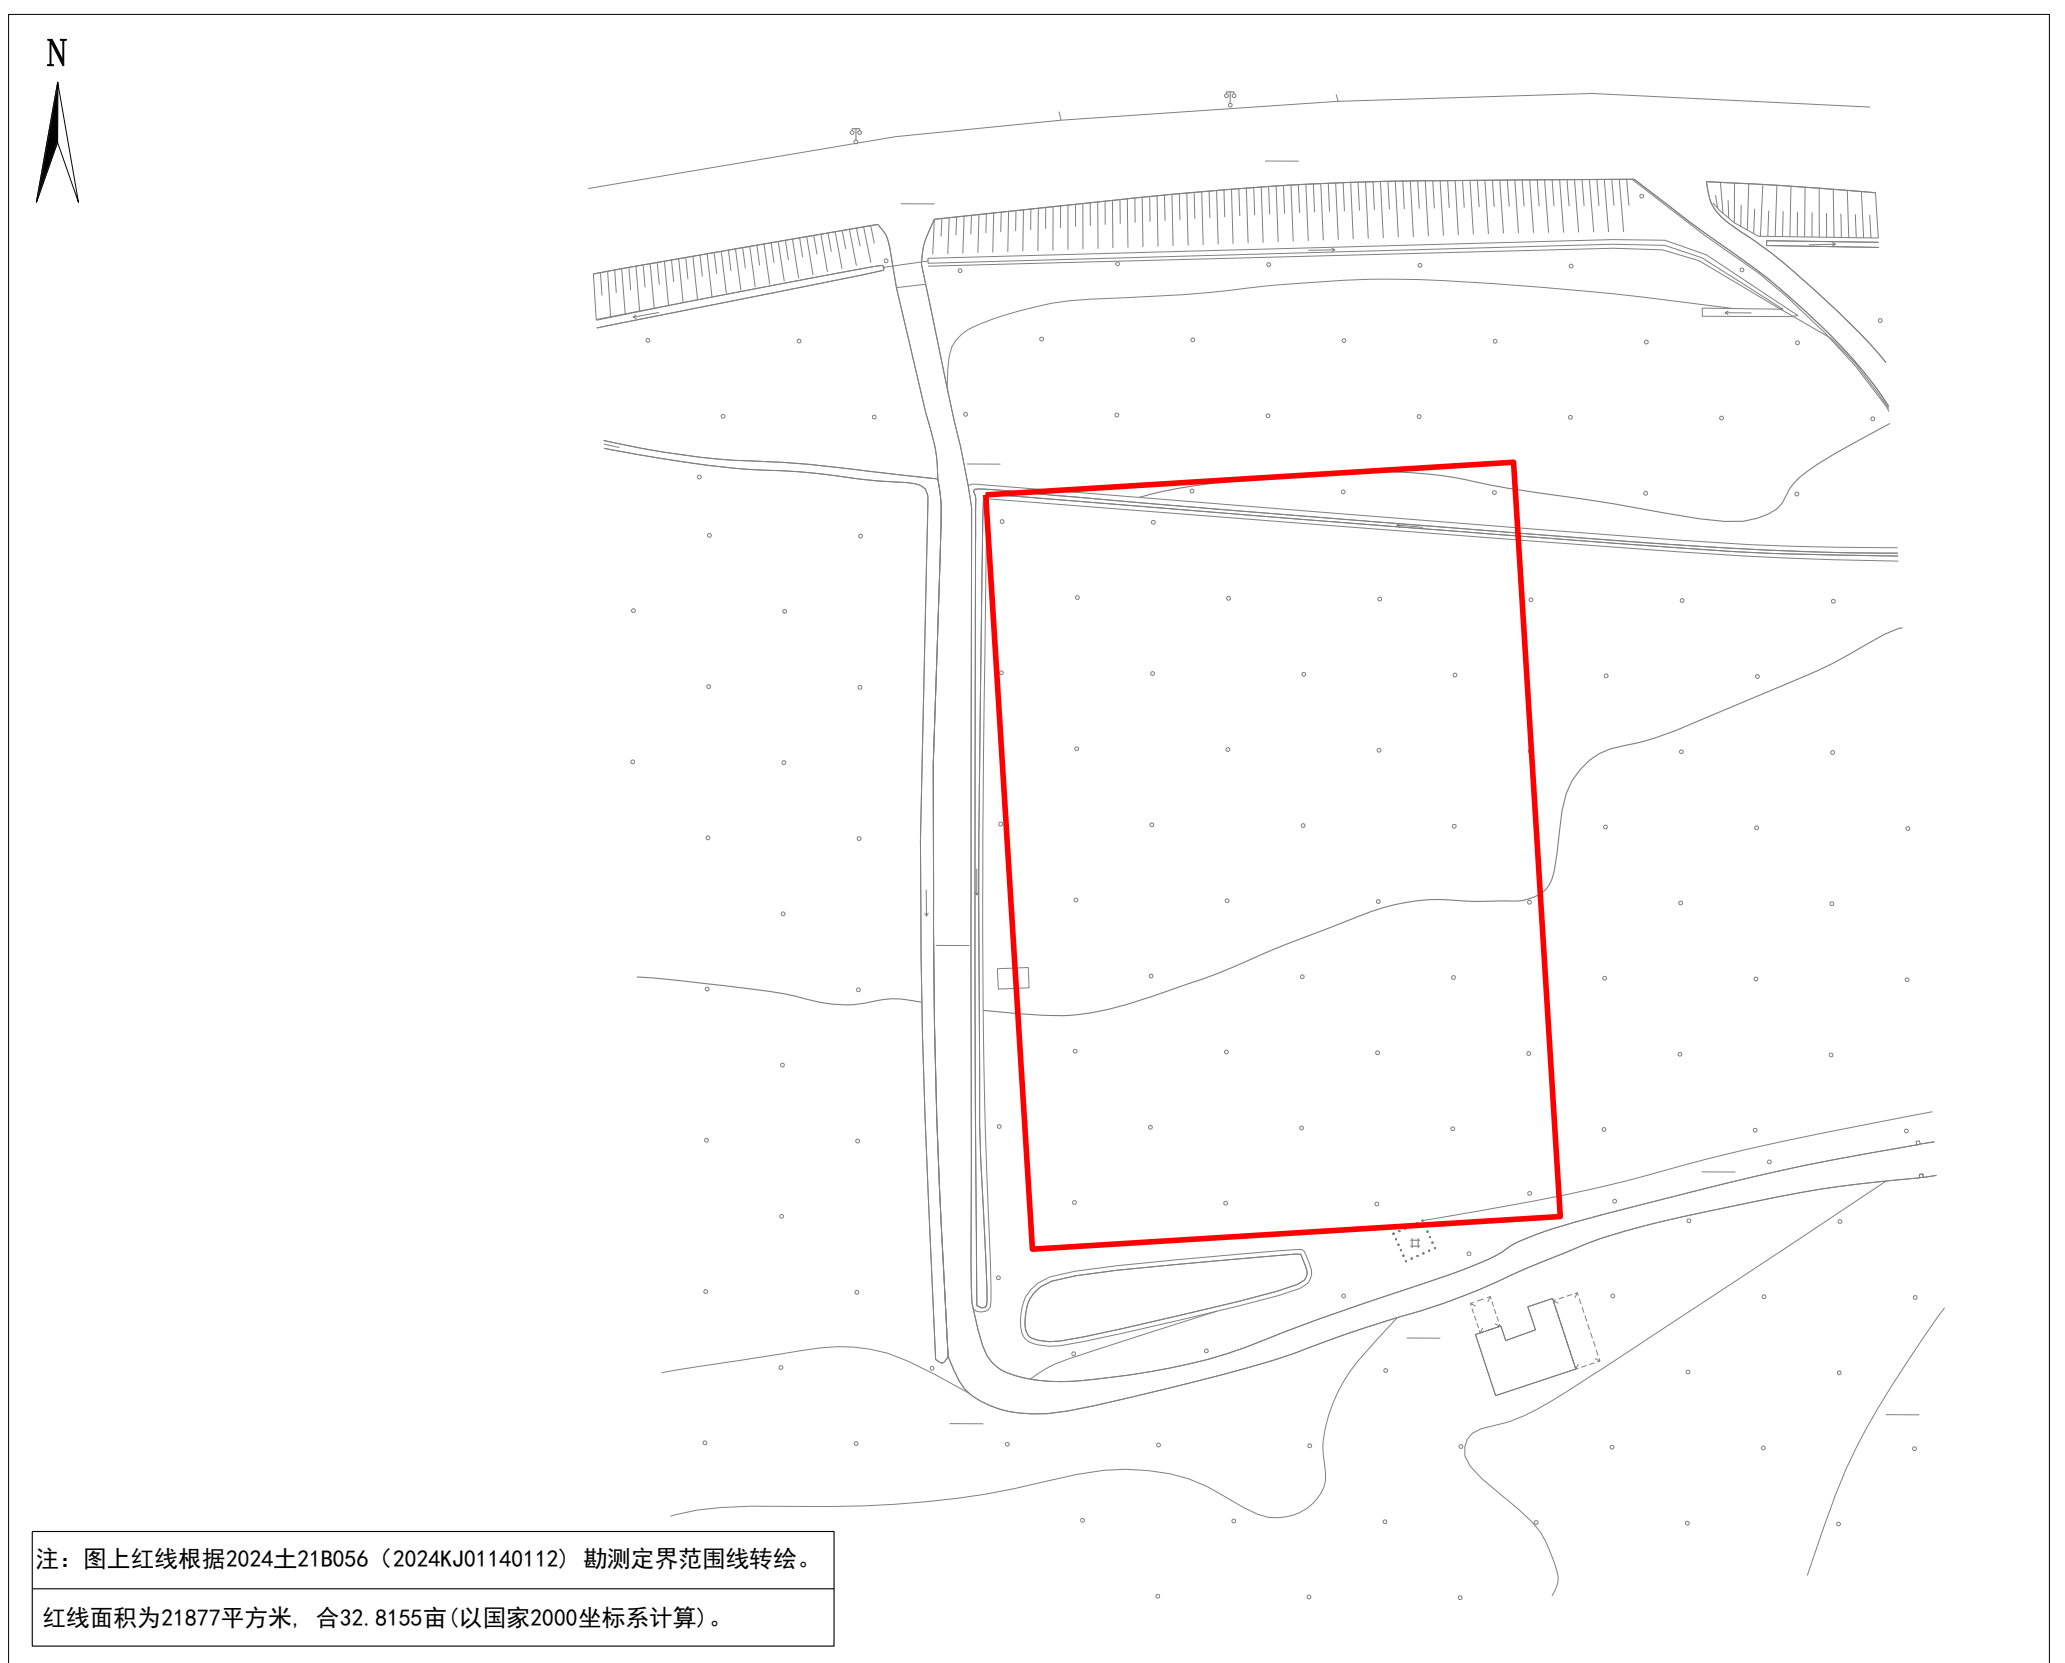 N
注：图上红线根据2024土21B056（2024KJ01140112) 勘测定界范围线转绘。
红线面积为21877平方米, 合32.8155亩(以国家2000坐标系计算)。